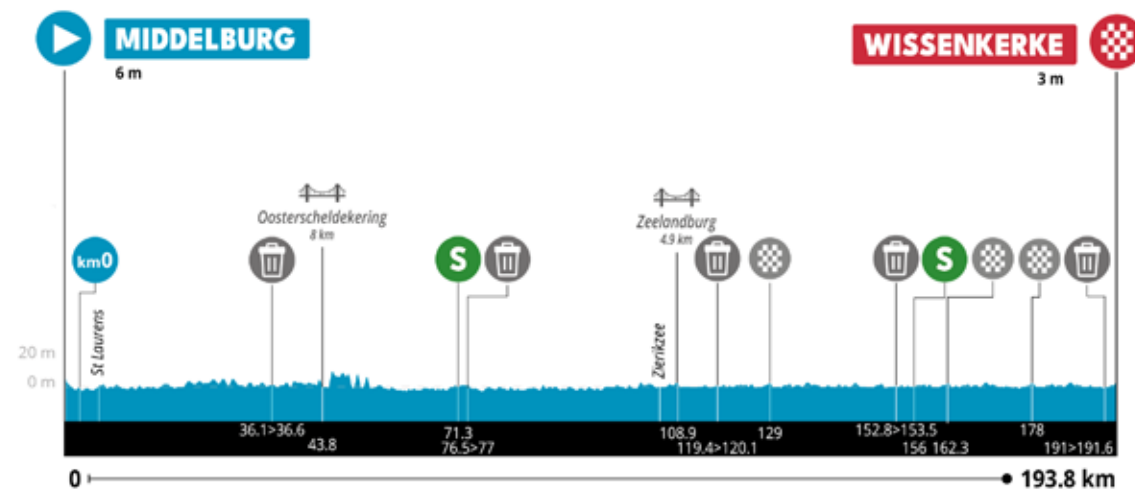 MIDDELBURG
6 m
WISSENKERKE
3 m
Oosterscheldekering
8 km
Zeelandburg
4.9 km
km0
S
S
St Laurens
Zierikzee
20 m
0 m
36.1>36.6
43.8
71.3
76.5>77
108.9
119.4>120.1
129
152.8>153.5
156
162.3
178
191>191.6
0
193.8 km